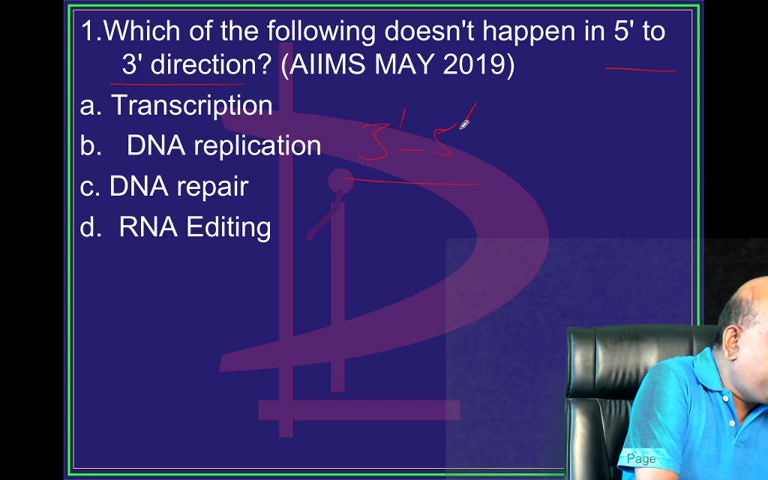 1.Which of the following doesn't happen in 5' to
3' direction? (AIIMS MAY 2019)
a. Transcription
b. DNA replication
3'-5'
c. DNA repair
d. RNA Editing
Page